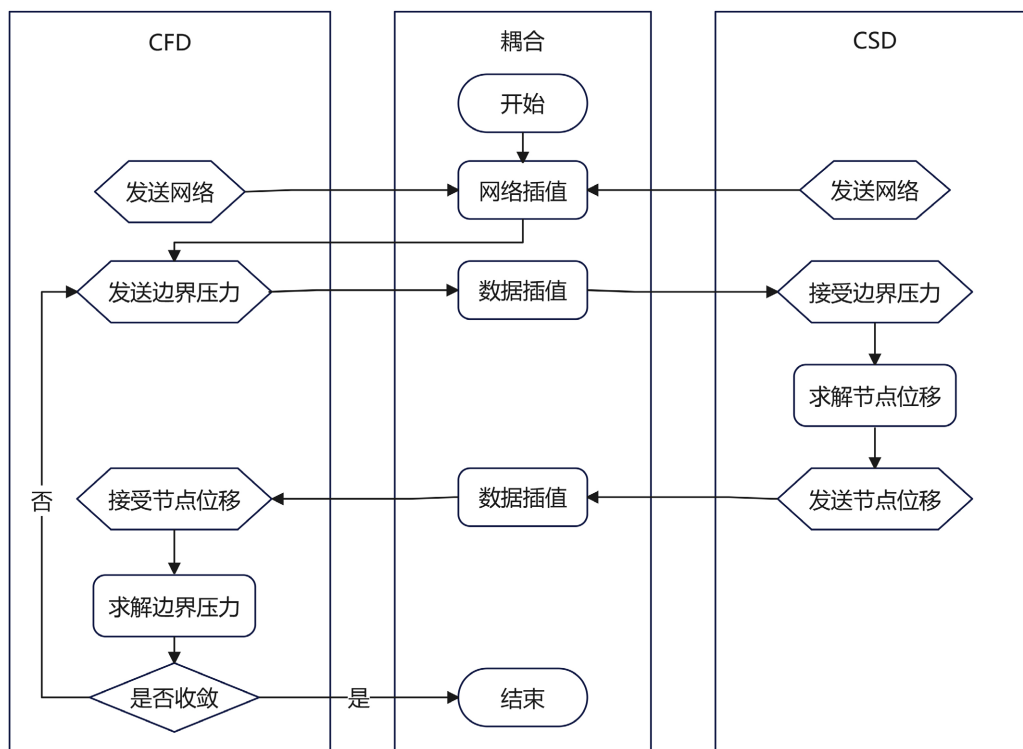 CFD
耦合
CSD
开始
发送网络
网络插值
发送网络
发送边界压力
数据插值
接受边界压力
求解节点位移
否
接受节点位移
数据插值
发送节点位移
求解边界压力
是否收敛
是
结束